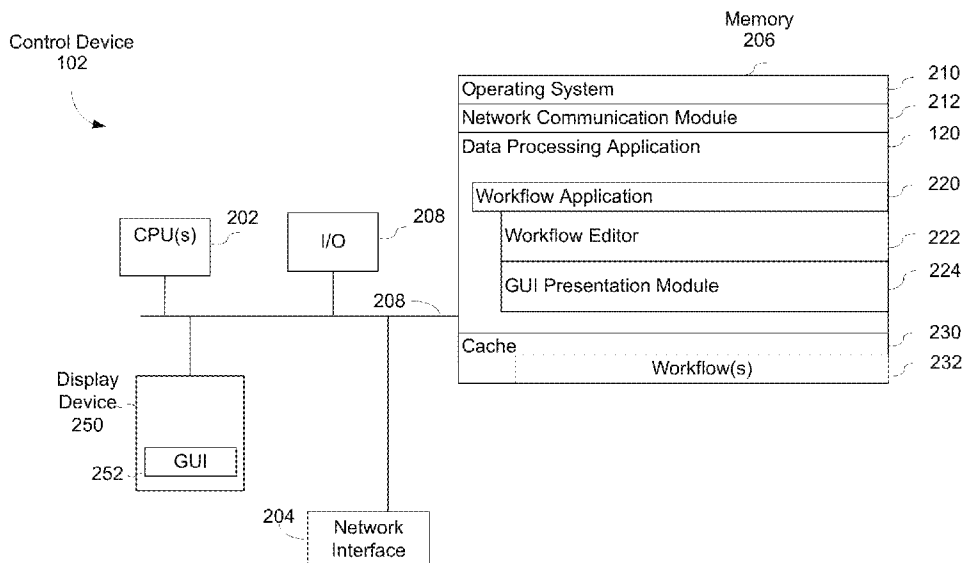 Control Device
102
Memory
206
Operating System
210
Network Communication Module
212
Data Processing Application
120
Workflow Application
220
Workflow Editor
222
GUI Presentation Module
224
Cache
230
Workflow(s)
232
CPU(s)
202
I/O
208
208
Display
Device
250
GUI
252
204
Network
Interface